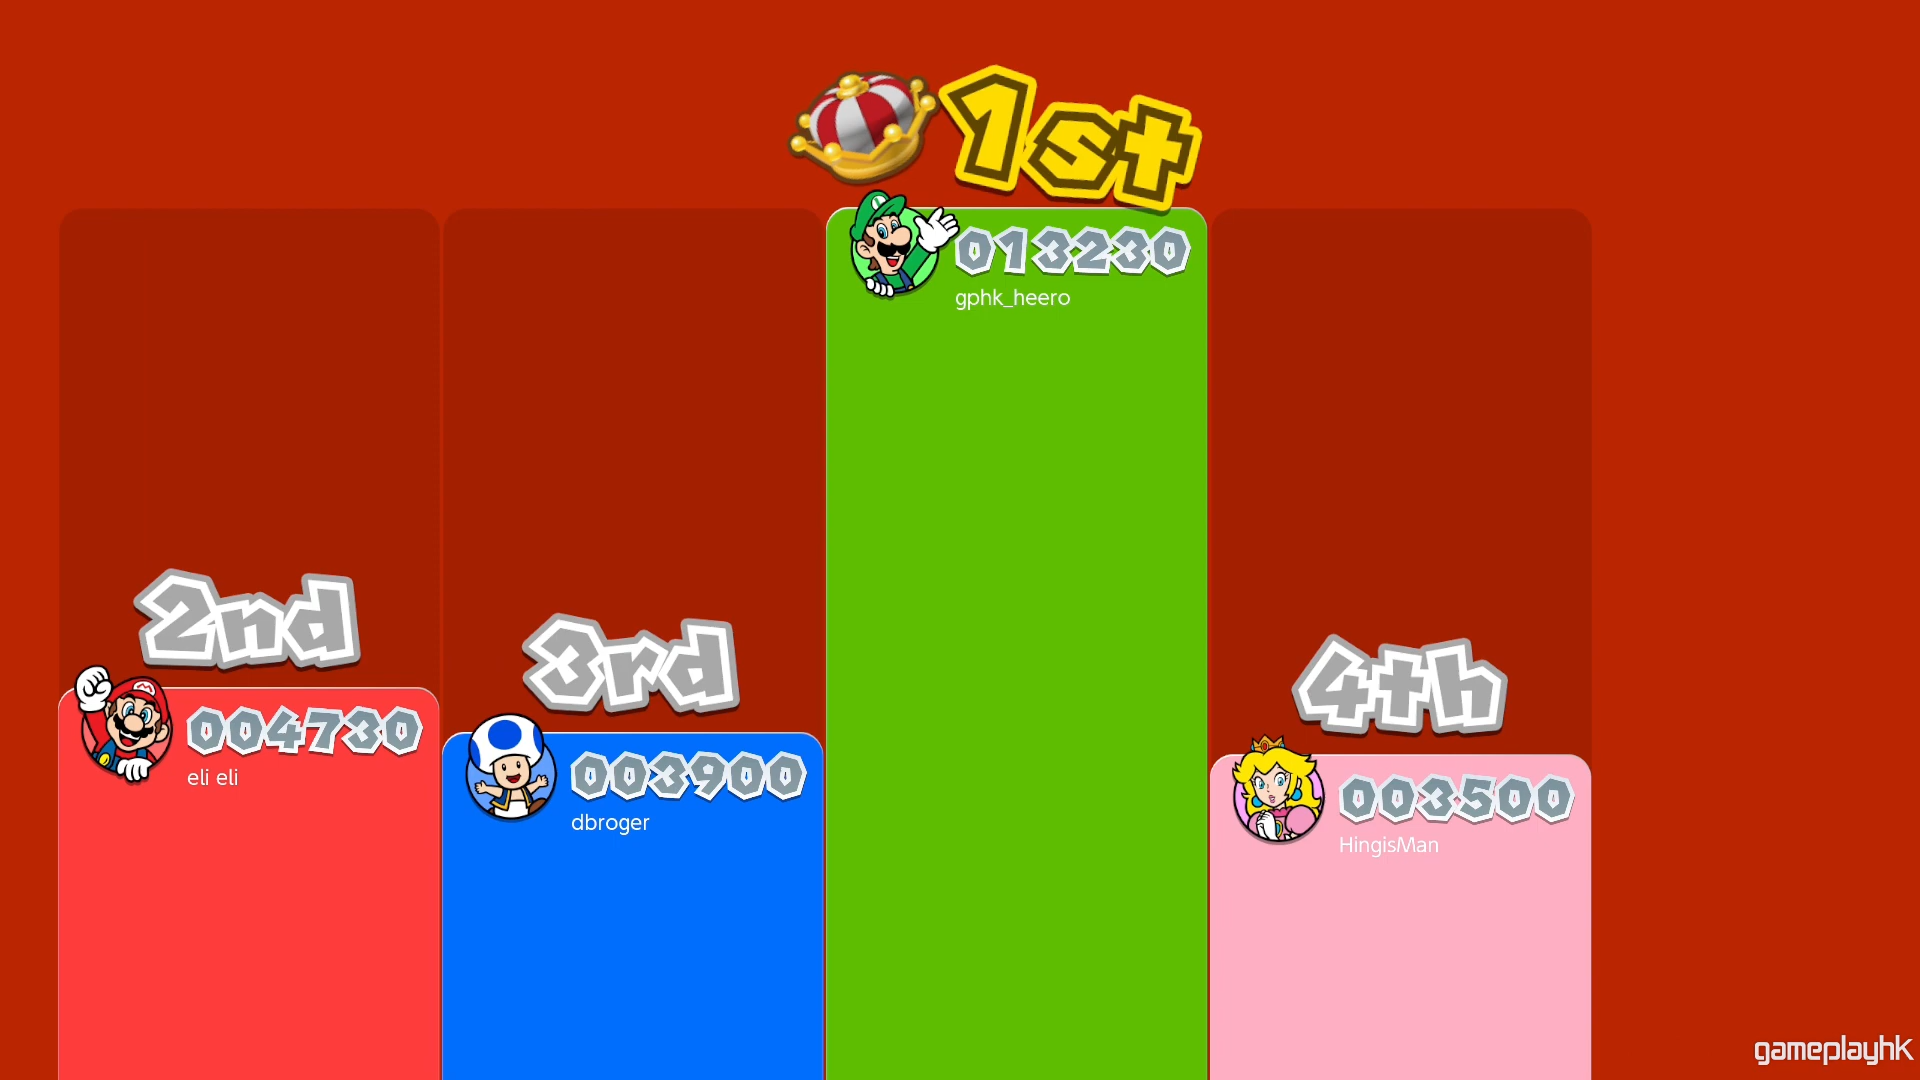 1st
013230
gphk_heero
2nd
004730
eli eli
3rd
003900
dbroger
4th
003500
HingisMan
gameplayhk